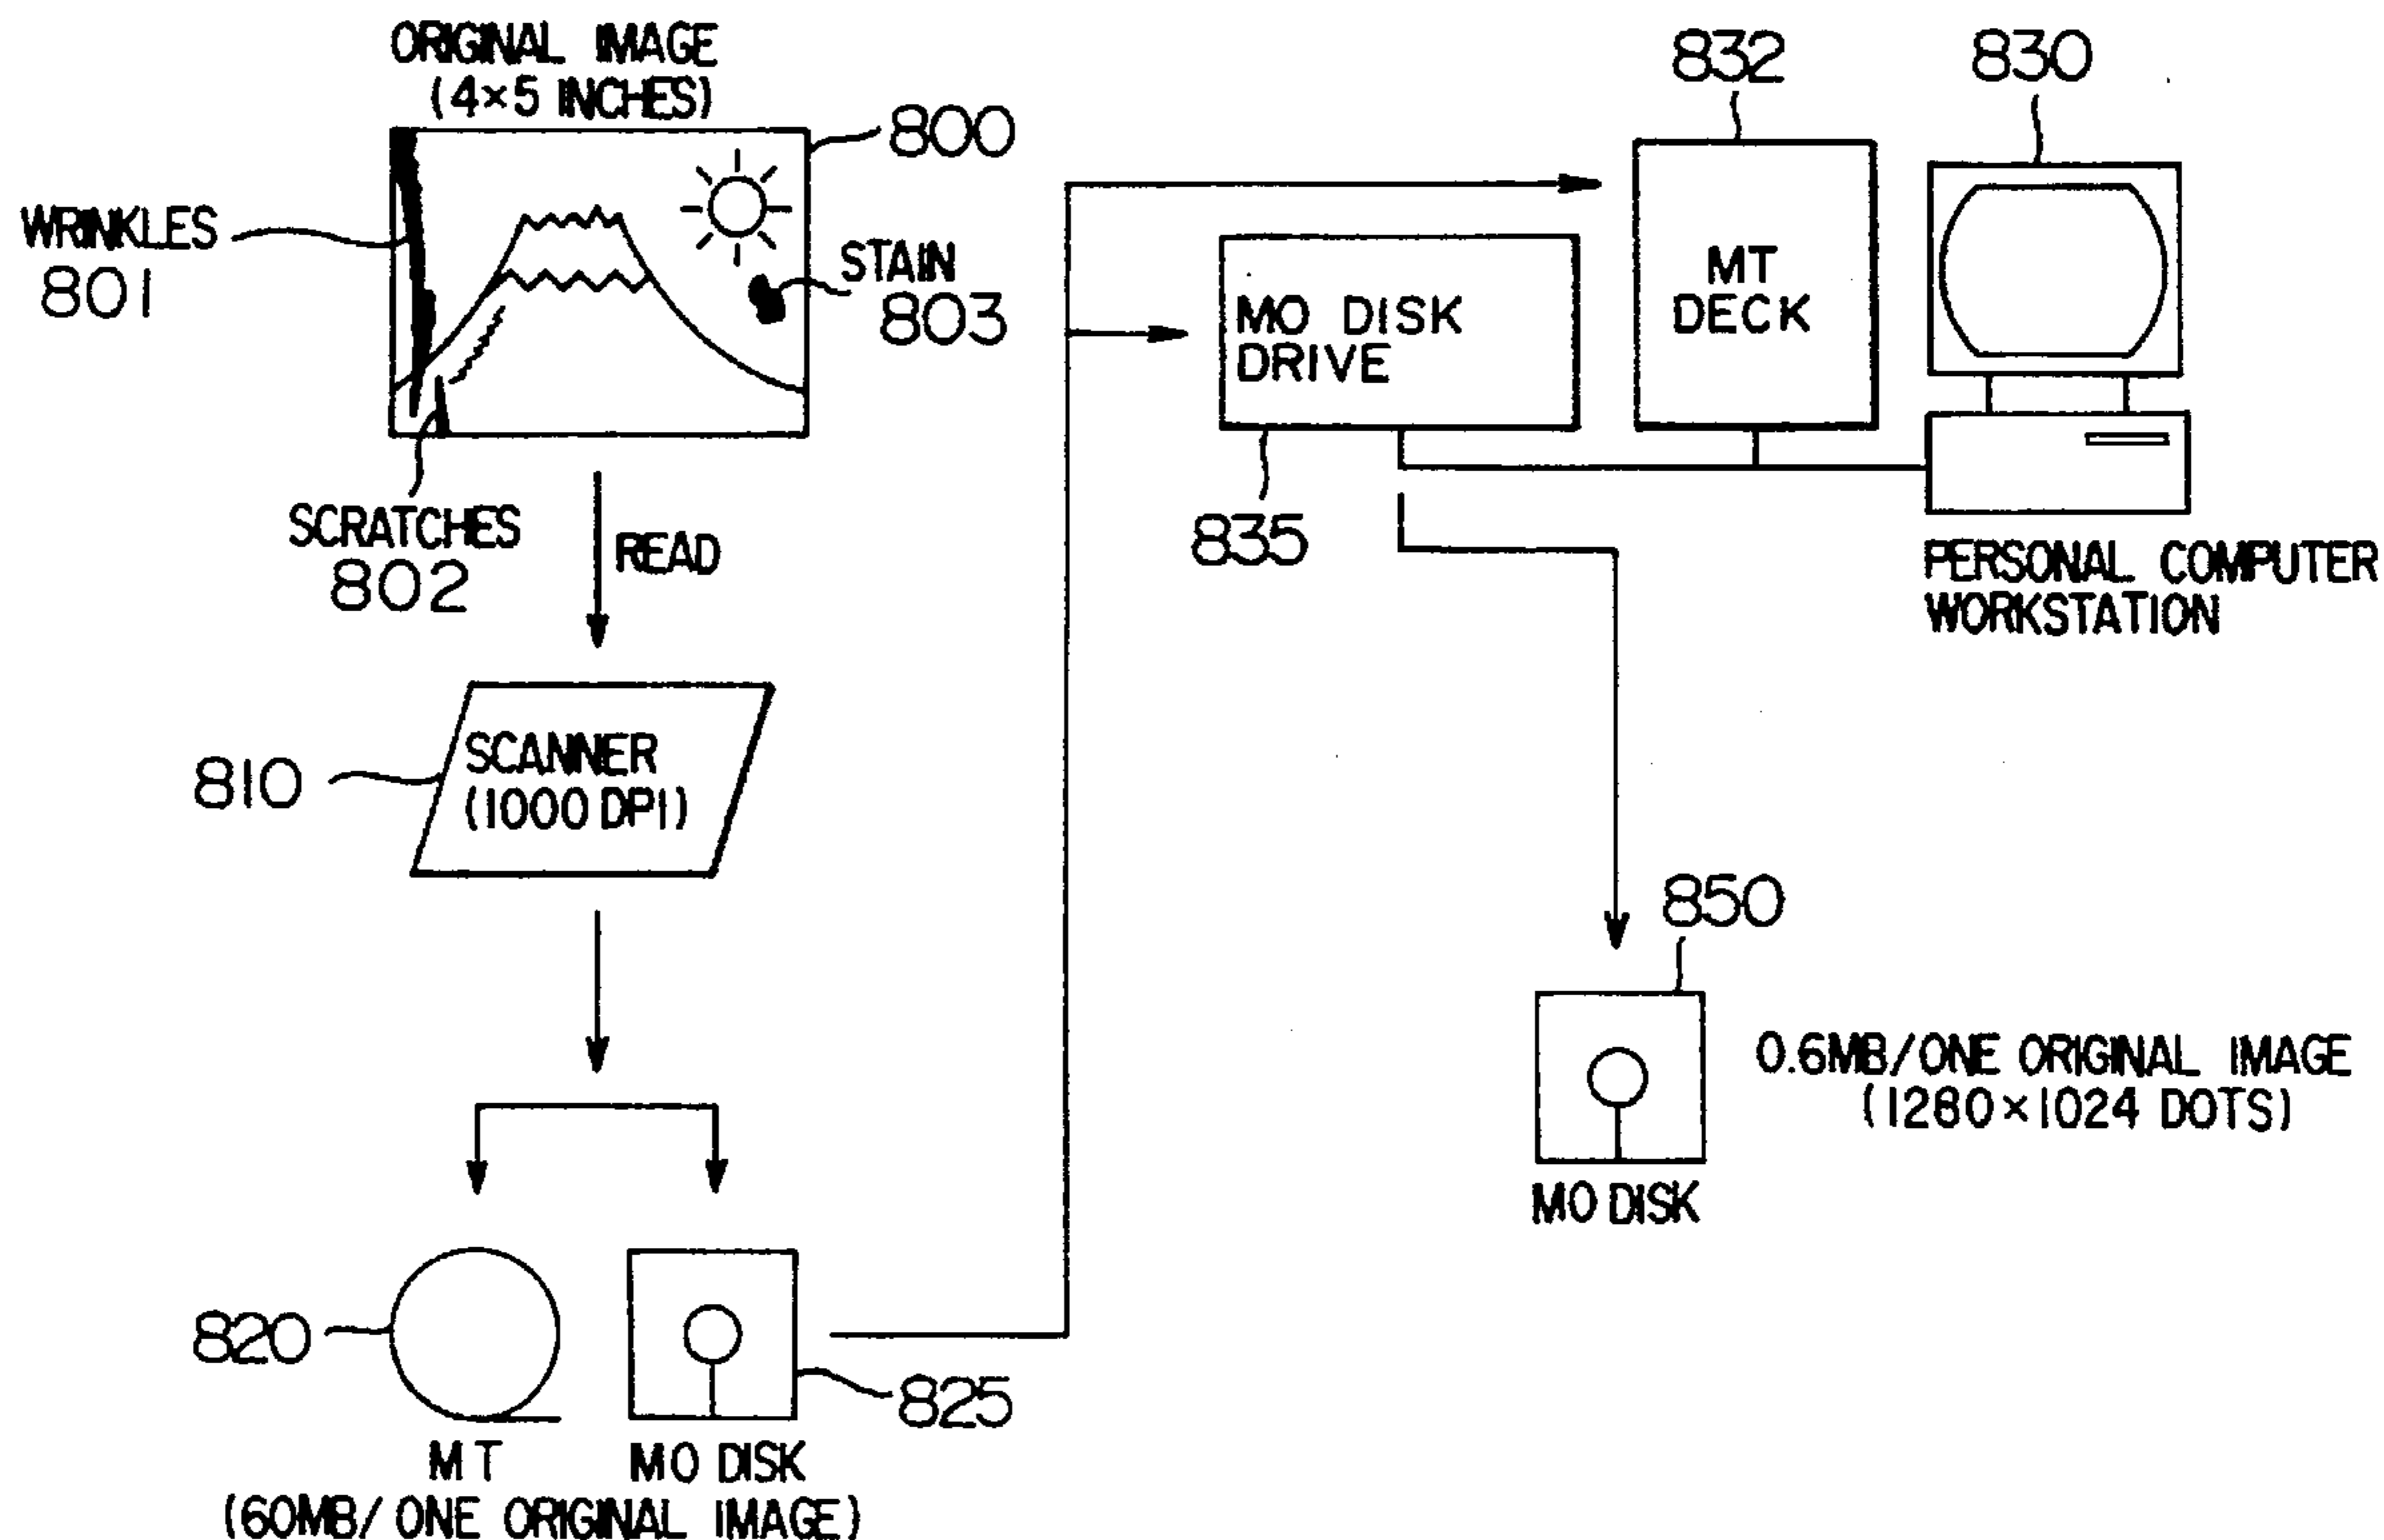 ORIGINAL IMAGE
(4×5 INCHES)
800
WRINKLES
801
STAIN
803
SCRATCHES
802
READ
810
SCANNER
(1000 DPI)
820
825
MT
MO DISK
(60MB/ONE ORIGINAL IMAGE)
832
830
MO DISK
DRIVE
MT
DECK
835
PERSONAL COMPUTER
WORKSTATION
850
0.6MB/ONE ORIGINAL IMAGE
(1280×1024 DOTS)
MO DISK